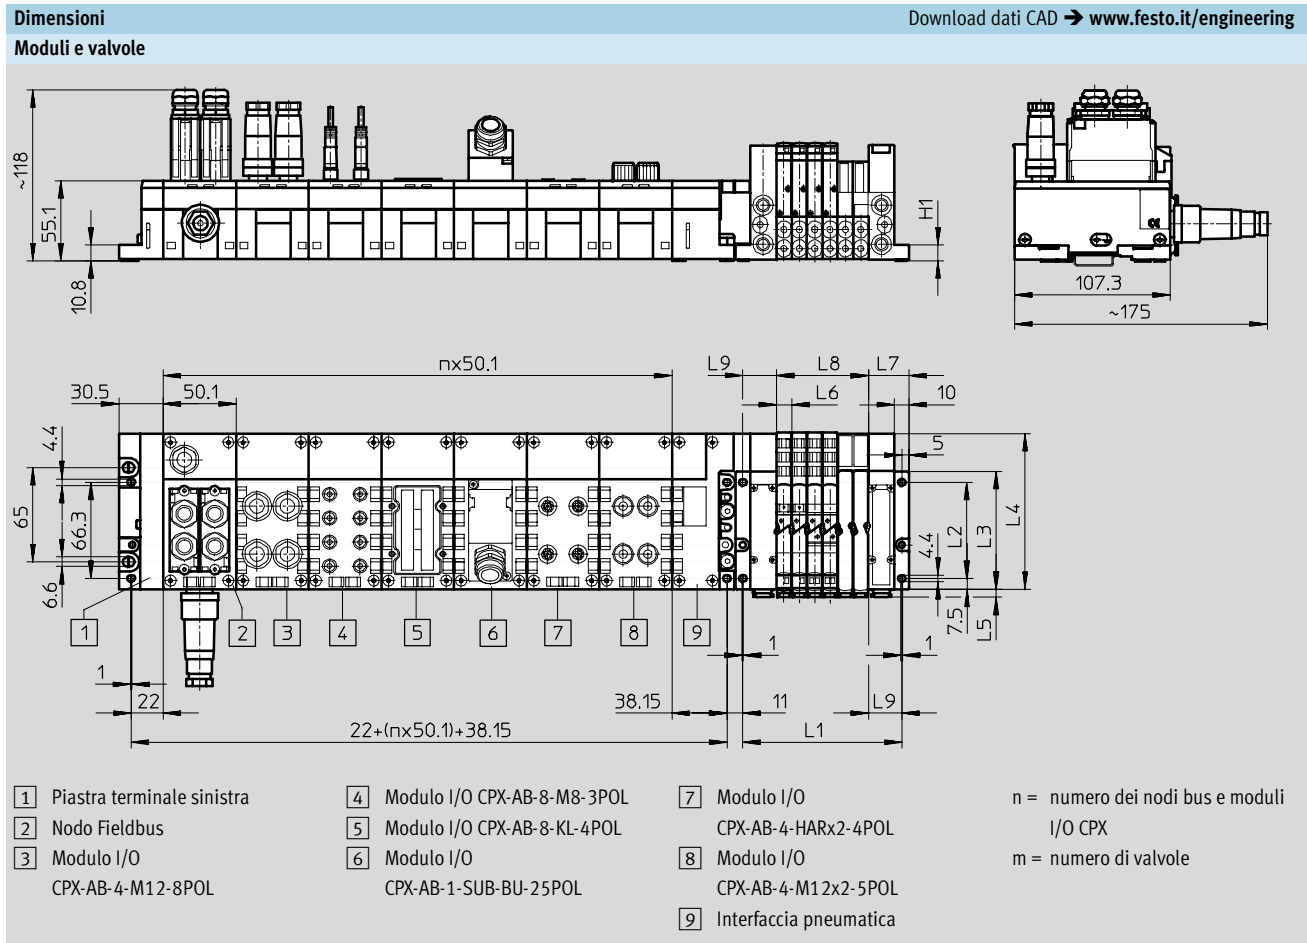 Dimensioni
Download dati CAD ➔ www.festo.it/engineering
Moduli e valvole
~118
55.1
10.8
H1
107.3
~175
nx50.1
L9
L8
L7
30.5
50.1
L6
10
4.4
5
65
66.3
6.6
4.4
L2
L3
L4
7.5
L5
1
2
3
4
5
6
7
8
9
1
1
1
22
38.15
11
L9
22+(nx50.1)+38.15
L1
1 Piastra terminale sinistra
2 Nodo Fieldbus
3 Modulo I/O
CPX-AB-4-M12-8POL
4 Modulo I/O CPX-AB-8-M8-3POL
5 Modulo I/O CPX-AB-8-KL-4POL
6 Modulo I/O
CPX-AB-1-SUB-BU-25POL
7 Modulo I/O
CPX-AB-4-HARx2-4POL
8 Modulo I/O
CPX-AB-4-M12x2-5POL
9 Interfaccia pneumatica
n = numero dei nodi bus e moduli
I/O CPX
m = numero di valvole